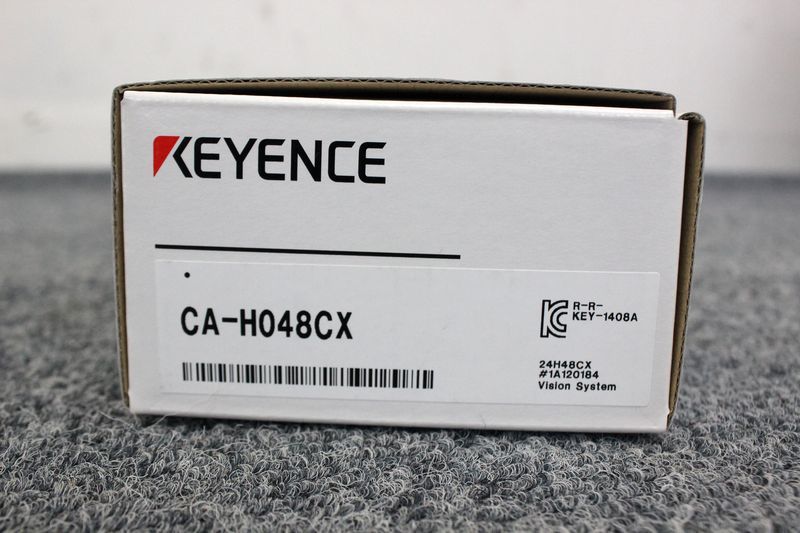 KEYENCE
CA-H048CX
R-R-
KEY-1408A
24H48CX
#1A120184
Vision System